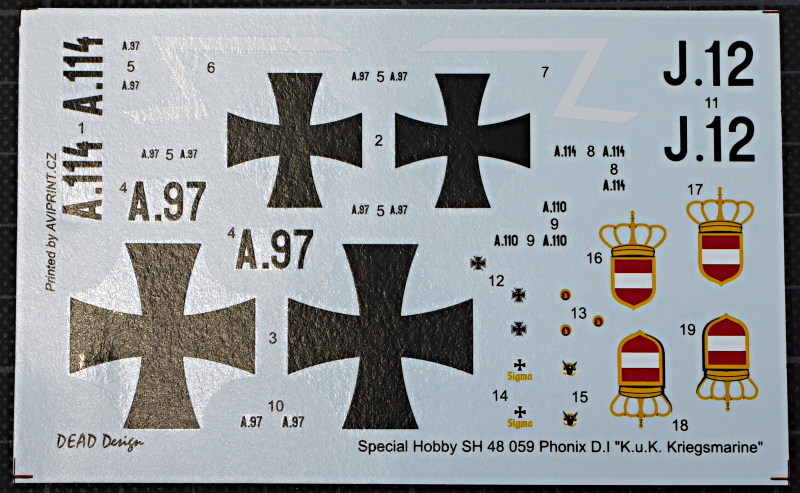 A.97
A.114
5
6
A.97 5 A.97
7
J.12
A.97
1
11
2
J.12
A.97 5 A.97
A.114 8 A.114
8
A.114
A.114
4
A.97
17
A.97 5 A.97
A.110
9
4
A.97
A.110 9 A.110
16
12
13
19
3
Sigma
14
15
10
A.97 A.97
Sigma
18
Printed by AVIPRINT.CZ
DEAD Design
Special Hobby SH 48 059 Phonix D.I "K.u.K. Kriegsmarine"